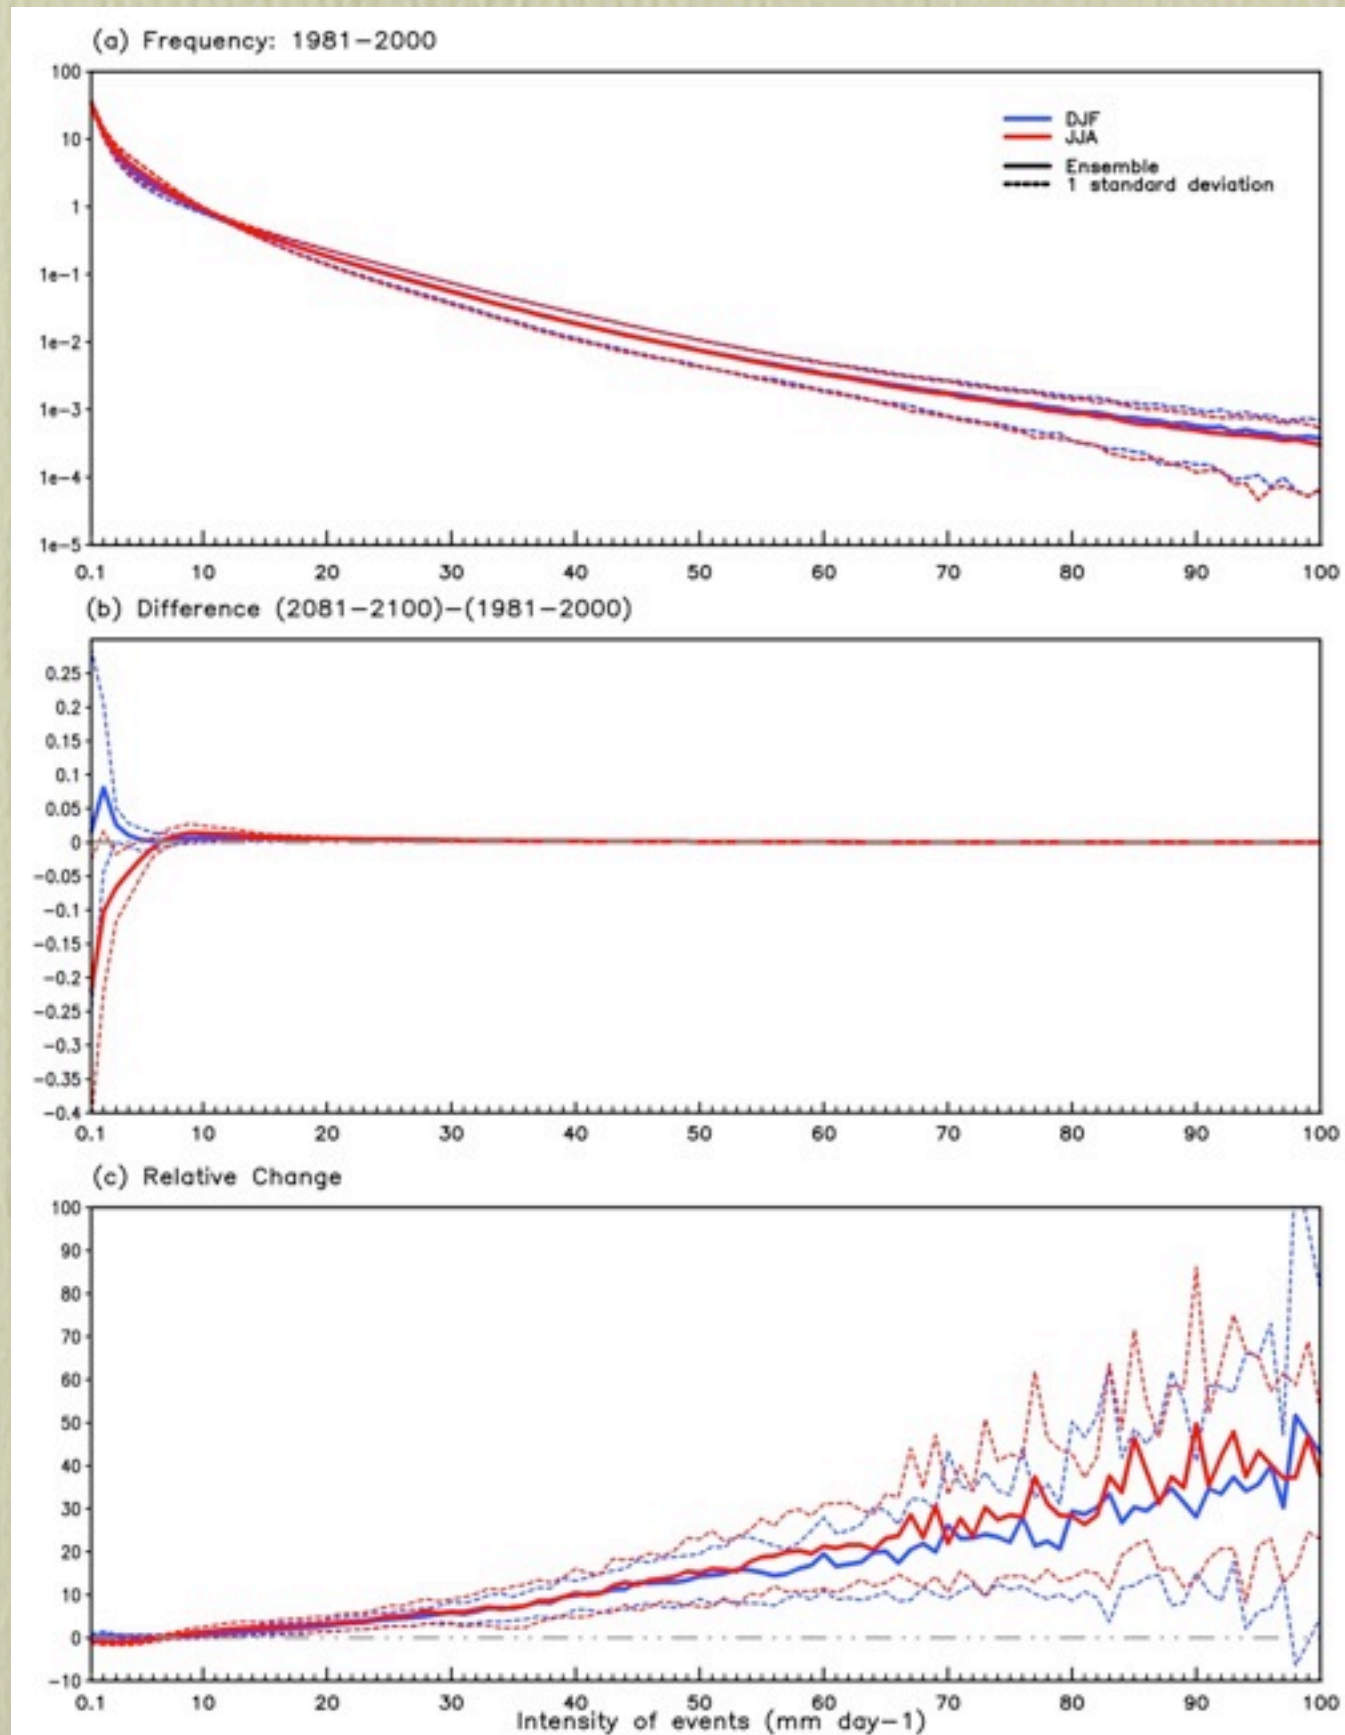 (a) Frequency: 1981-2000
100
10
1
1e-1
1e-2
1e-3
1e-4
1e-5
DJF
JJA
Ensemble
1 standard deviation
0.1 10 20 30 40 50 60 70 80 90 100
(b) Difference (2081-2100)-(1981-2000)
0.25
0.2
0.15
0.1
0.05
0
-0.05
-0.1
-0.15
-0.2
-0.25
-0.3
-0.35
-0.4
0.1 10 20 30 40 50 60 70 80 90 100
(c) Relative Change
100
90
80
70
60
50
40
30
20
10
0
-10
0.1 10 20 30 40 50 60 70 80 90 100
Intensity of events (mm day-1)